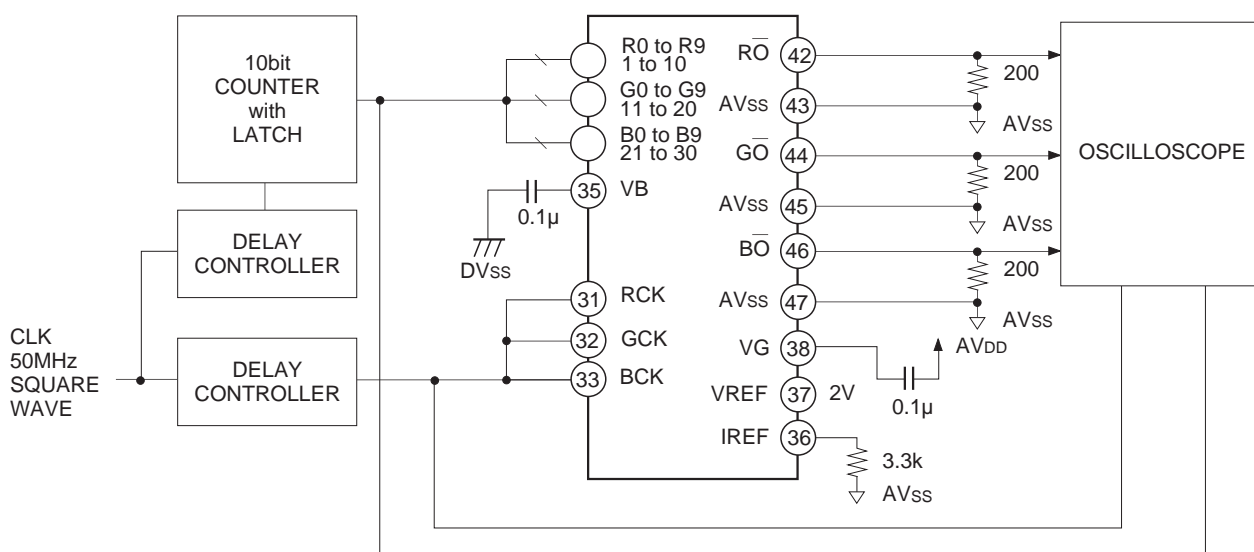 10bit
COUNTER
with
LATCH
DELAY
CONTROLLER
CLK
50MHz
SQUARE
WAVE
DELAY
CONTROLLER
R0 to R9
1 to 10
G0 to G9
11 to 20
B0 to B9
21 to 30
35 VB
0.1µ
DVSS
31 RCK
32 GCK
33 BCK
R̅O̅ 42
AVSS 43
G̅O̅ 44
AVSS 45
B̅O̅ 46
AVSS 47
VG 38
VREF 37 2V
IREF 36
200
AVSS
200
AVSS
200
AVSS
AVDD
0.1µ
3.3k
AVSS
OSCILLOSCOPE